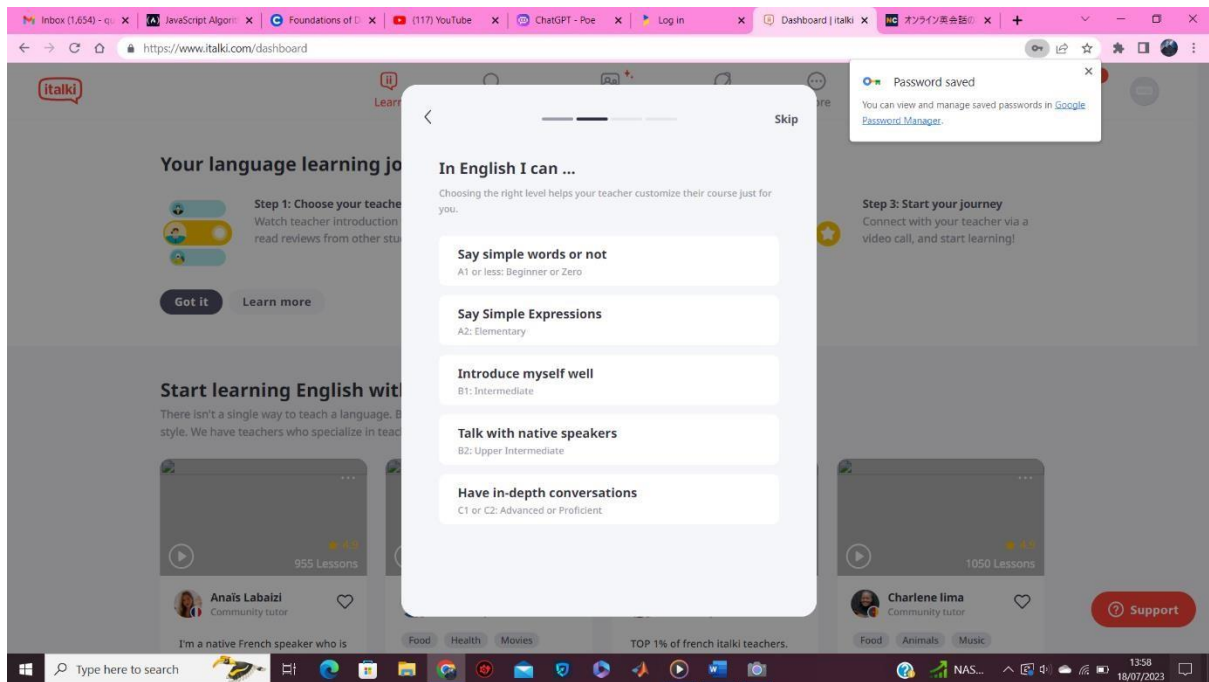 Inbox (1,654) - qu
JavaScript Algorit
Foundations of D
(117) YouTube
ChatGPT - Poe
Log in
Dashboard | italki
オンライン英会話の
https://www.italki.com/dashboard
Password saved
You can view and manage saved passwords in Google
Password Manager.
italki
Learn
ore
Skip
Your language learning jo
Step 1: Choose your teache
Watch teacher introduction
read reviews from other stu
Got it
Learn more
In English I can ...
Choosing the right level helps your teacher customize their course just for
you.
Say simple words or not
A1 or less: Beginner or Zero
Say Simple Expressions
A2: Elementary
Introduce myself well
B1: Intermediate
Talk with native speakers
B2: Upper Intermediate
Have in-depth conversations
C1 or C2: Advanced or Proficient
Step 3: Start your journey
Connect with your teacher via a
video call, and start learning!
Start learning English with
There isn't a single way to teach a language. E
style. We have teachers who specialize in teac
955 Lessons
Anaïs Labaizi
Community tutor
I'm a native French speaker who is
Food Health Movies
TOP 1% of french italki teachers.
1050 Lessons
Charlene lima
Community tutor
Food Animals Music
Support
Type here to search
NAS...
13:58
18/07/2023